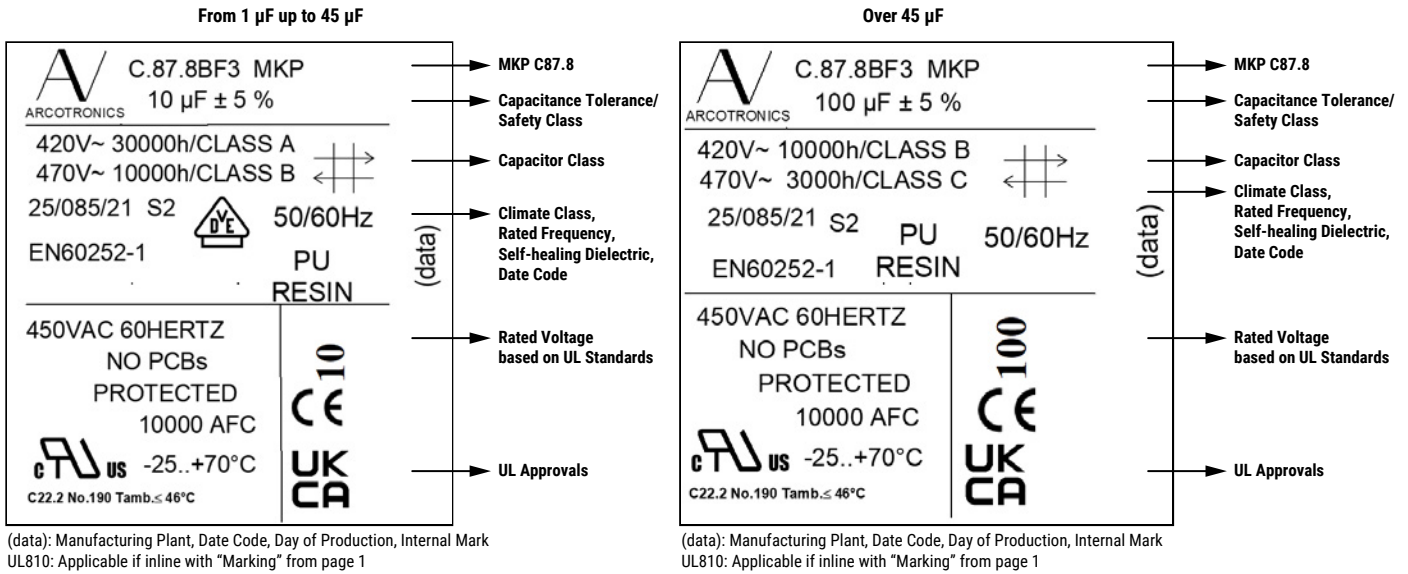 From 1 µF up to 45 µF
ARCOTRONICS
C.87.8BF3 MKP
10 µF ± 5 %
420V~ 30000h/CLASS A
470V~ 10000h/CLASS B
25/085/21 S2
DVE
50/60Hz
EN60252-1
PU
RESIN
(data)
450VAC 60HERTZ
NO PCBs
PROTECTED
10000 AFC
c US -25..+70°C
C22.2 No.190 Tamb.≤ 46°C
10
CE
UK
CA
MKP C87.8
Capacitance Tolerance/
Safety Class
Capacitor Class
Climate Class,
Rated Frequency,
Self-healing Dielectric,
Date Code
Rated Voltage
based on UL Standards
UL Approvals
(data): Manufacturing Plant, Date Code, Day of Production, Internal Mark
UL810: Applicable if inline with “Marking” from page 1
Over 45 µF
ARCOTRONICS
C.87.8BF3 MKP
100 µF ± 5 %
420V~ 10000h/CLASS B
470V~ 3000h/CLASS C
25/085/21 S2
PU
RESIN
50/60Hz
EN60252-1
(data)
450VAC 60HERTZ
NO PCBs
PROTECTED
10000 AFC
c US -25..+70°C
C22.2 No.190 Tamb.≤ 46°C
100
CE
UK
CA
MKP C87.8
Capacitance Tolerance/
Safety Class
Capacitor Class
Climate Class,
Rated Frequency,
Self-healing Dielectric,
Date Code
Rated Voltage
based on UL Standards
UL Approvals
(data): Manufacturing Plant, Date Code, Day of Production, Internal Mark
UL810: Applicable if inline with “Marking” from page 1